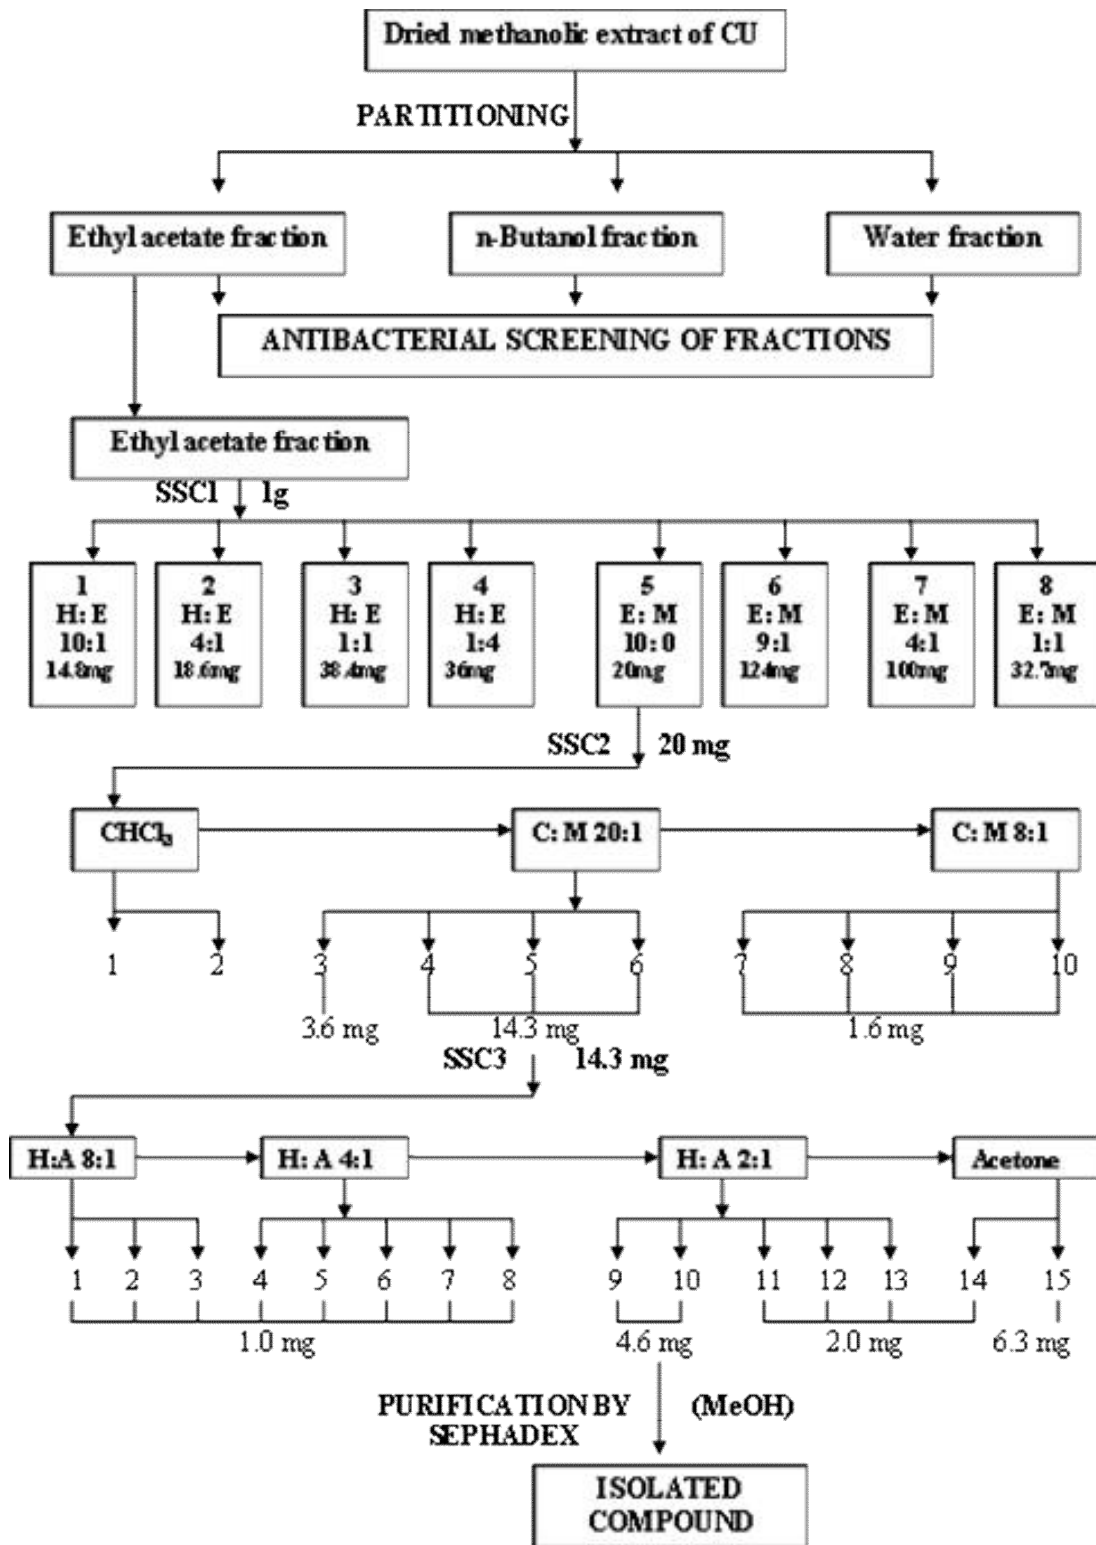 Dried methanolic extract of CU
PARTITIONING
Ethyl acetate fraction n-Butanol fraction Water fraction
ANTIBACTERIAL SCREENING OF FRACTIONS
Ethyl acetate fraction
SSC1 1g
1 2 3 4 5 6 7 8
H: E H: E H: E H: E E: M E: M E: M E: M
10:1 4:1 1:1 1:4 10:0 9:1 4:1 1:1
14.8mg 18.6mg 38.4mg 36mg 20mg 124mg 100mg 32.7mg
SSC2 20 mg
CHCl3 C: M 20:1 C: M 8:1
1 2 3 4 5 6 7 8 9 10
3.6 mg 14.3 mg 1.6 mg
SSC3 14.3 mg
H:A 8:1 H: A 4:1 H: A 2:1 Acetone
1 2 3 4 5 6 7 8 9 10 11 12 13 14 15
1.0 mg 4.6 mg 2.0 mg 6.3 mg
PURIFICATION BY (MeOH)
SEPHADEX
ISOLATED
COMPOUND